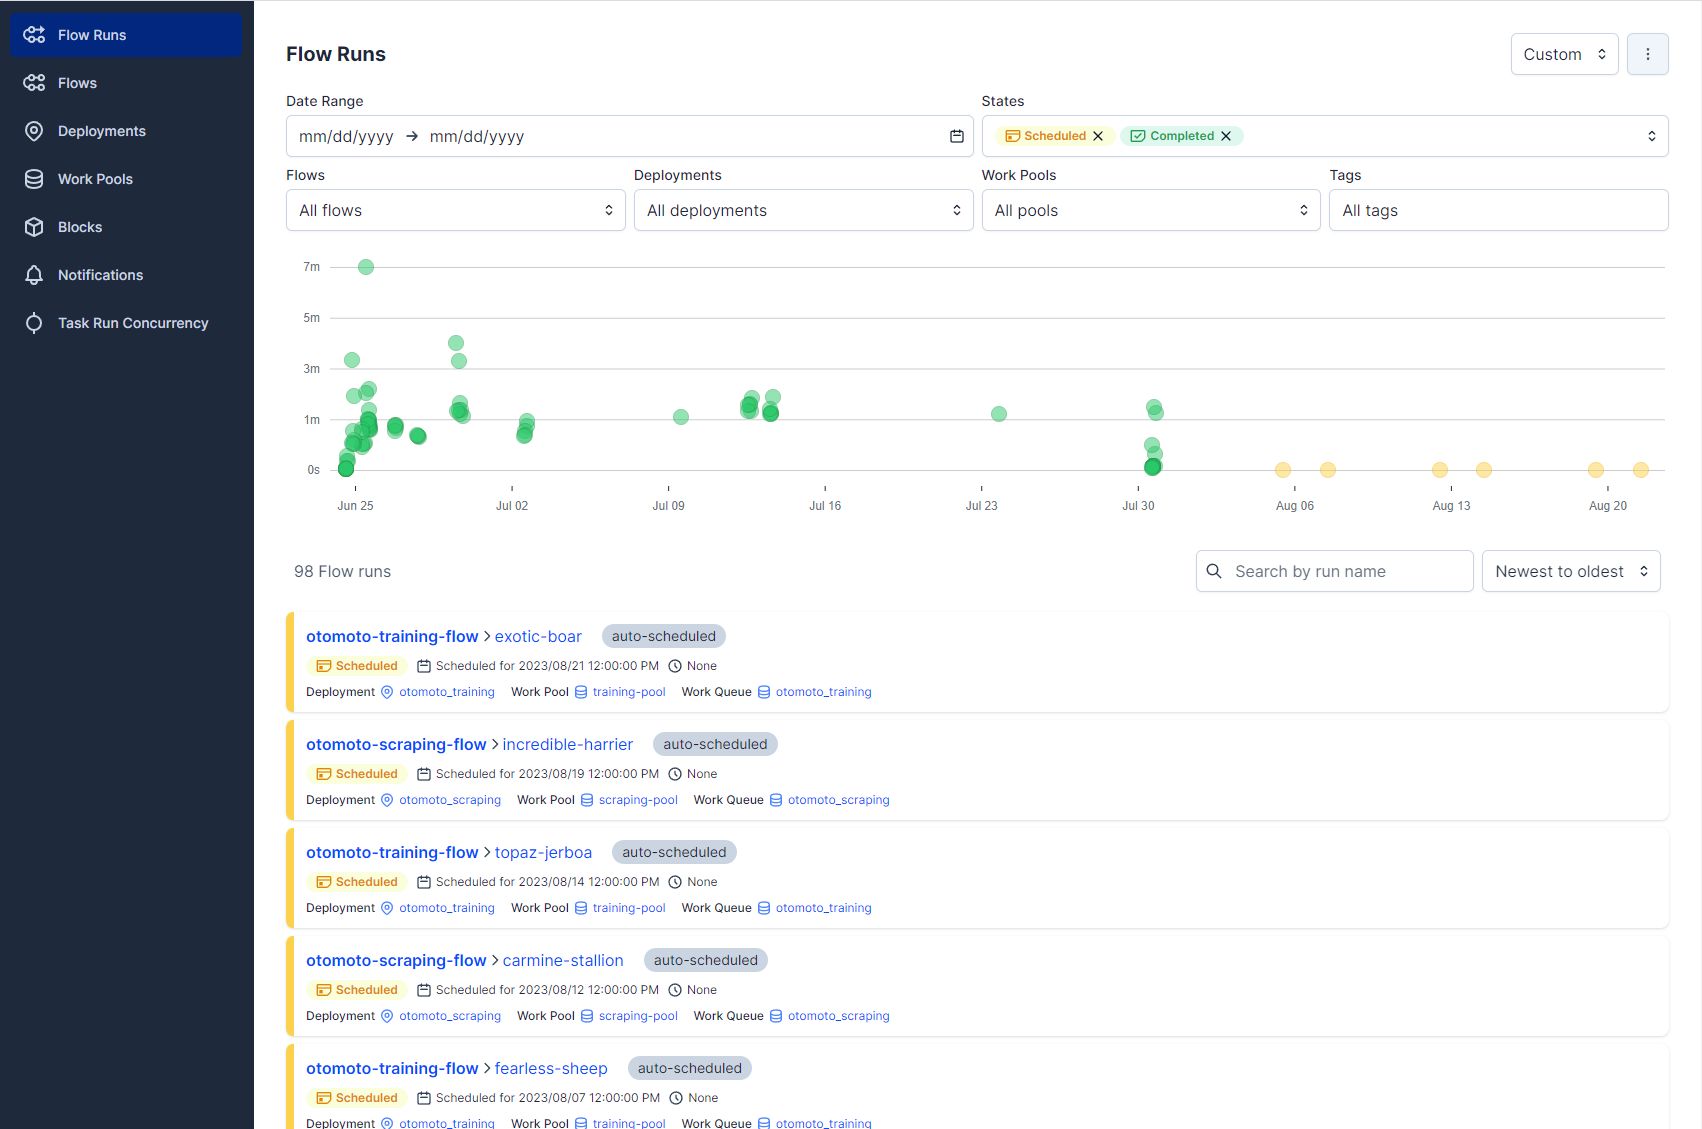 Flow Runs
Flows
Deployments
Work Pools
Blocks
Notifications
Task Run Concurrency
Flow Runs
Custom
Date Range
States
mm/dd/yyyy → mm/dd/yyyy
Scheduled
Completed
Flows
Deployments
Work Pools
Tags
All flows
All deployments
All pools
All tags
7m
5m
3m
1m
0s
Jun 25
Jul 02
Jul 09
Jul 16
Jul 23
Jul 30
Aug 06
Aug 13
Aug 20
98 Flow runs
Search by run name
Newest to oldest
otomoto-training-flow > exotic-boar auto-scheduled
Scheduled Scheduled for 2023/08/21 12:00:00 PM None
Deployment otomoto_training Work Pool training-pool Work Queue otomoto_training
otomoto-scraping-flow > incredible-harrier auto-scheduled
Scheduled Scheduled for 2023/08/19 12:00:00 PM None
Deployment otomoto_scraping Work Pool scraping-pool Work Queue otomoto_scraping
otomoto-training-flow > topaz-jerboa auto-scheduled
Scheduled Scheduled for 2023/08/14 12:00:00 PM None
Deployment otomoto_training Work Pool training-pool Work Queue otomoto_training
otomoto-scraping-flow > carmine-stallion auto-scheduled
Scheduled Scheduled for 2023/08/12 12:00:00 PM None
Deployment otomoto_scraping Work Pool scraping-pool Work Queue otomoto_scraping
otomoto-training-flow > fearless-sheep auto-scheduled
Scheduled Scheduled for 2023/08/07 12:00:00 PM None
Deployment otomoto_training Work Pool training-pool Work Queue otomoto_training